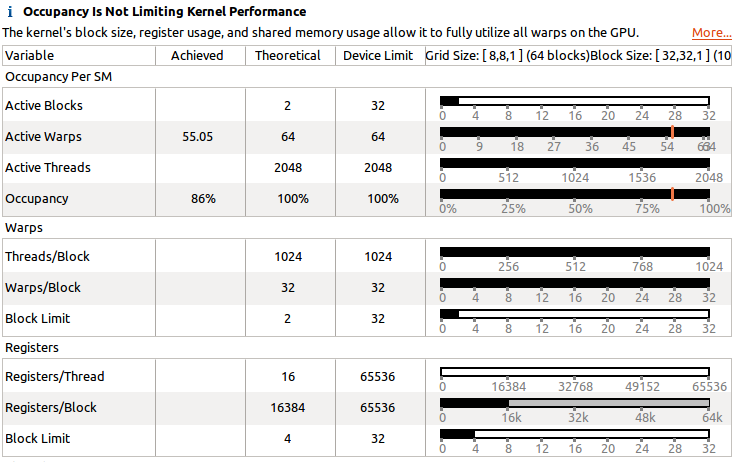 i Occupancy Is Not Limiting Kernel Performance
The kernel's block size, register usage, and shared memory usage allow it to fully utilize all warps on the GPU. More...
Variable Achieved Theoretical Device Limit Grid Size: [ 8,8,1 ] (64 blocks)Block Size: [ 32,32,1 ] (10
Occupancy Per SM
Active Blocks 2 32
0 4 8 12 16 20 24 28 32
Active Warps 55.05 64 64
0 9 18 27 36 45 54 63 64
Active Threads 2048 2048
0 512 1024 1536 2048
Occupancy 86% 100% 100%
0% 25% 50% 75% 100%
Warps
Threads/Block 1024 1024
0 256 512 768 1024
Warps/Block 32 32
0 4 8 12 16 20 24 28 32
Block Limit 2 32
0 4 8 12 16 20 24 28 32
Registers
Registers/Thread 16 65536
0 16384 32768 49152 65536
Registers/Block 16384 65536
0 16k 32k 48k 64k
Block Limit 4 32
0 4 8 12 16 20 24 28 32